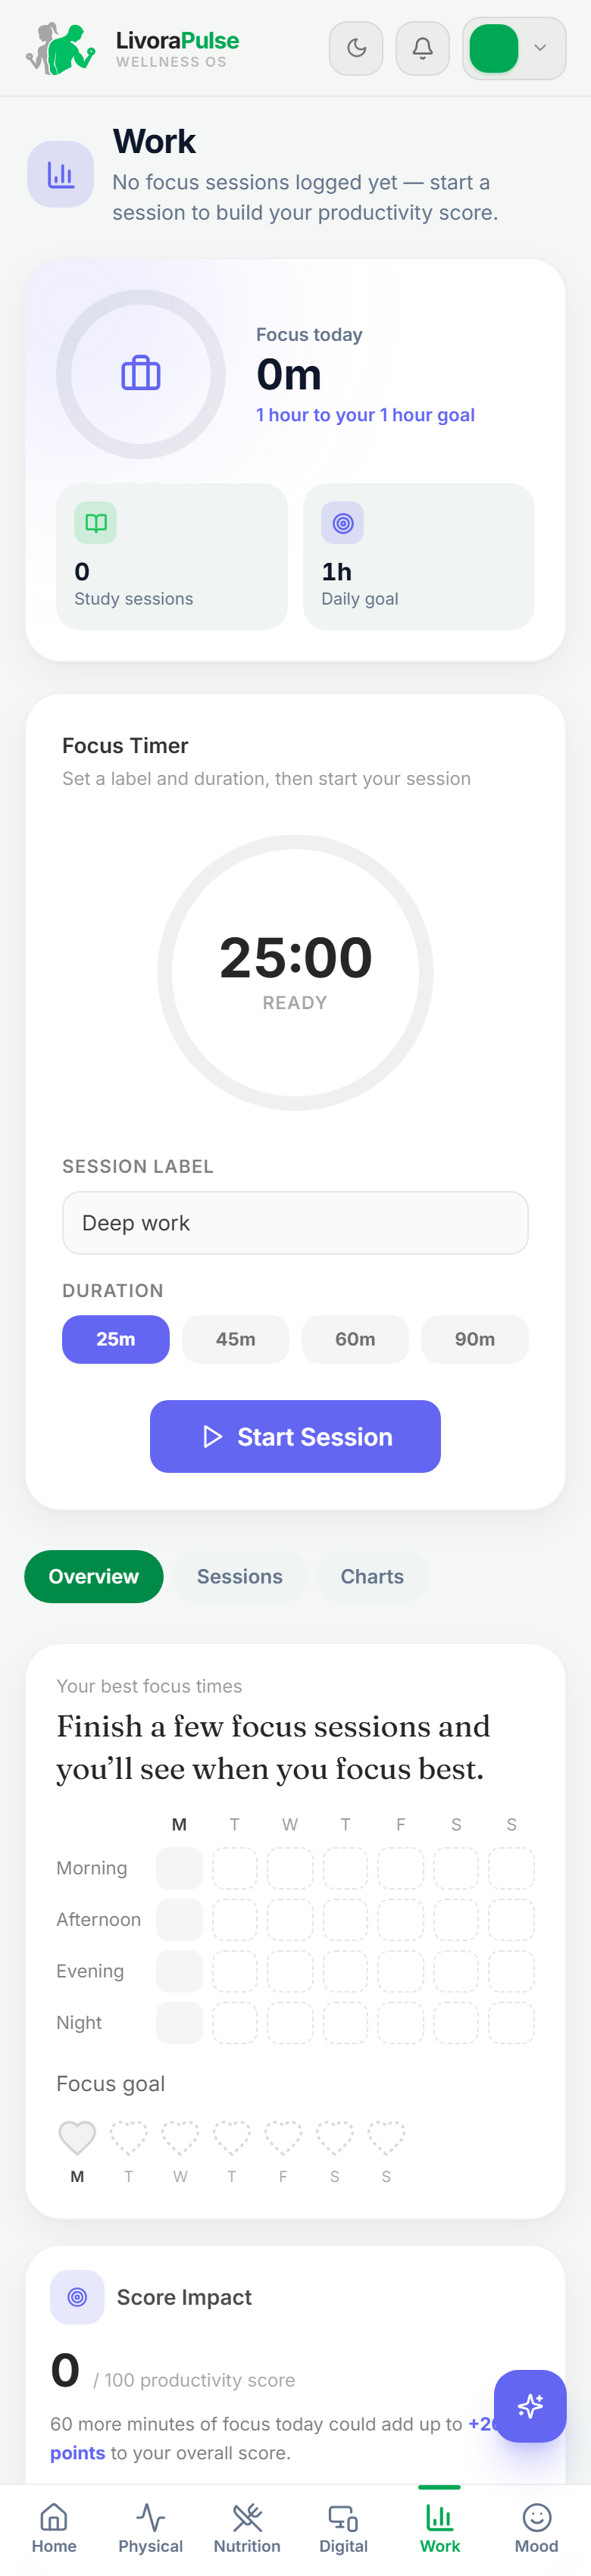 LivoraPulse
WELLNESS OS
Work
No focus sessions logged yet — start a
session to build your productivity score.
Focus today
0m
1 hour to your 1 hour goal
0
Study sessions
1h
Daily goal
Focus Timer
Set a label and duration, then start your session
25:00
READY
SESSION LABEL
Deep work
DURATION
25m 45m 60m 90m
Start Session
Overview Sessions Charts
Your best focus times
Finish a few focus sessions and
you’ll see when you focus best.
M T W T F S S
Morning
Afternoon
Evening
Night
Focus goal
M T W T F S S
Score Impact
0 / 100 productivity score
60 more minutes of focus today could add up to
points to your overall score.
Home Physical Nutrition Digital Work Mood